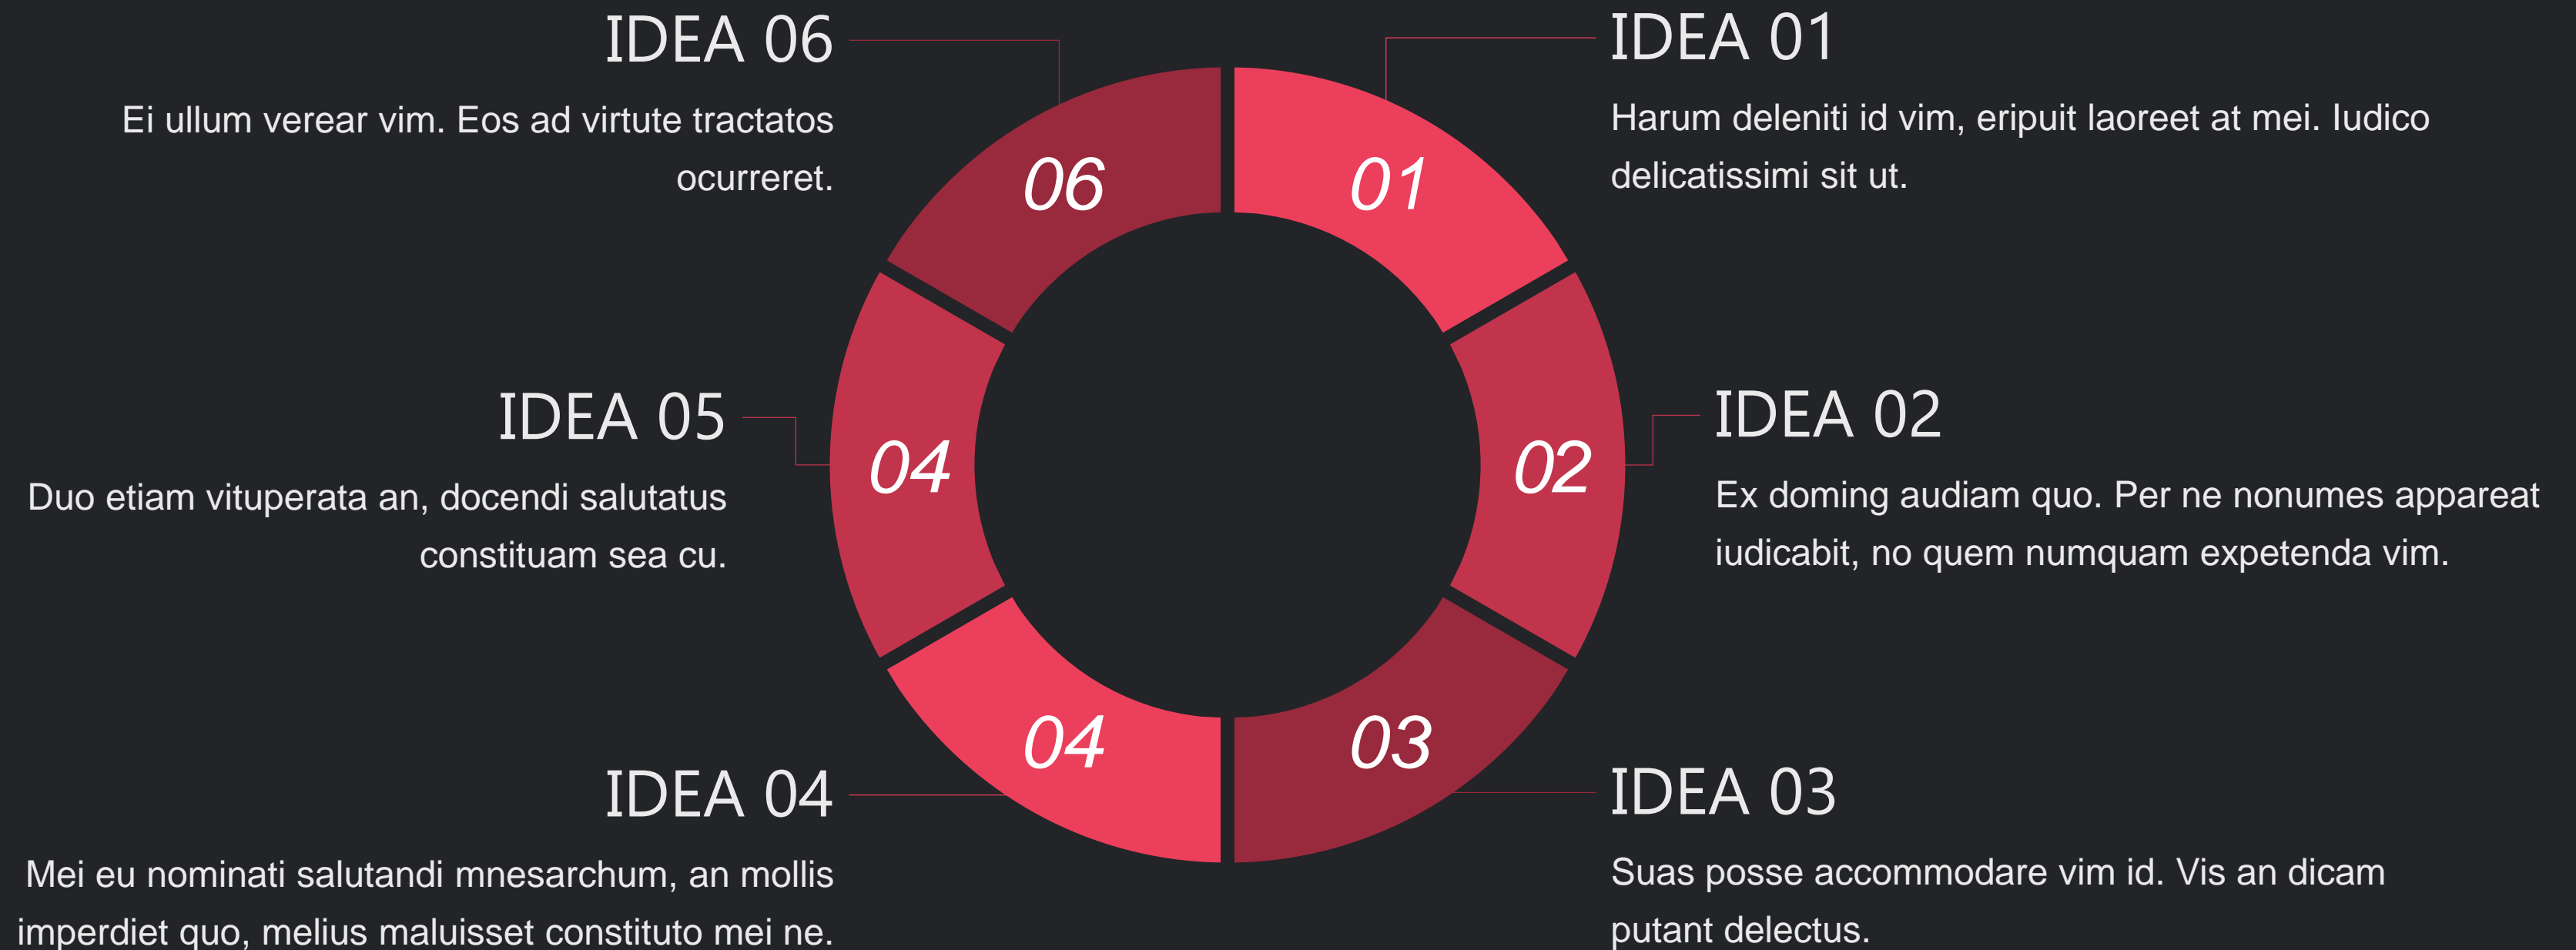 IDEA 06
Ei ullum verear vim. Eos ad virtute tractatos
ocurreret.
IDEA 01
Harum deleniti id vim, eripuit laoreet at mei. Iudico
delicatissimi sit ut.
06
01
IDEA 05
Duo etiam vituperata an, docendi salutatus
constituam sea cu.
04
02
IDEA 02
Ex doming audiam quo. Per ne nonumes appareat
iudicabit, no quem numquam expetenda vim.
04
03
IDEA 04
Mei eu nominati salutandi mnesarchum, an mollis
imperdiet quo, melius maluisset constituto mei ne.
IDEA 03
Suas posse accommodare vim id. Vis an dicam
putant delectus.